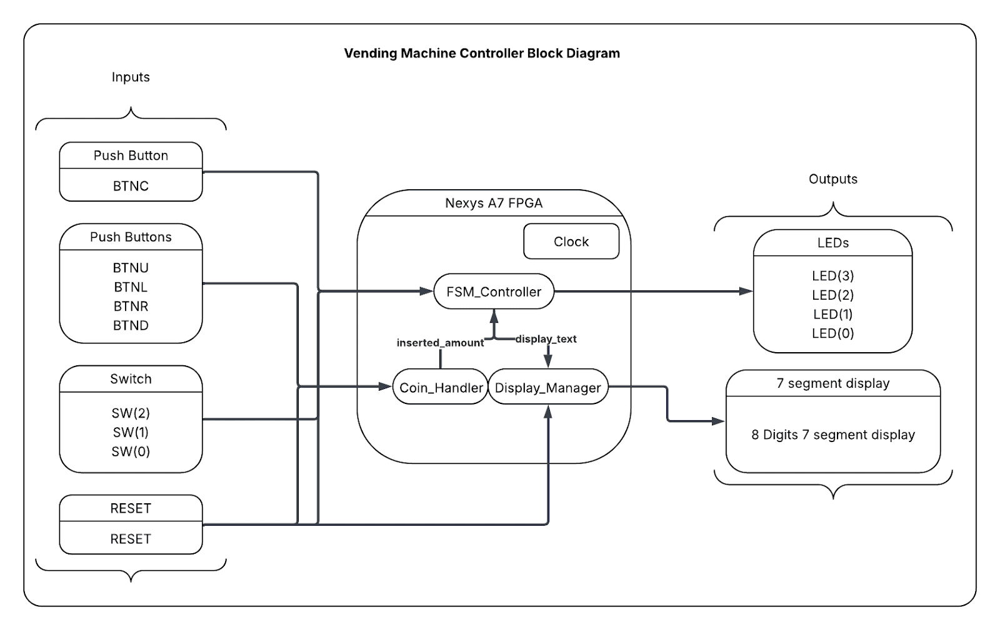 Vending Machine Controller Block Diagram
Inputs
Push Button
BTNC
Push Buttons
BTNU
BTNL
BTNR
BTND
Switch
SW(2)
SW(1)
SW(0)
RESET
RESET
Nexys A7 FPGA
Clock
FSM_Controller
inserted_amount
display_text
Coin_Handler
Display_Manager
Outputs
LEDs
LED(3)
LED(2)
LED(1)
LED(0)
7 segment display
8 Digits 7 segment display